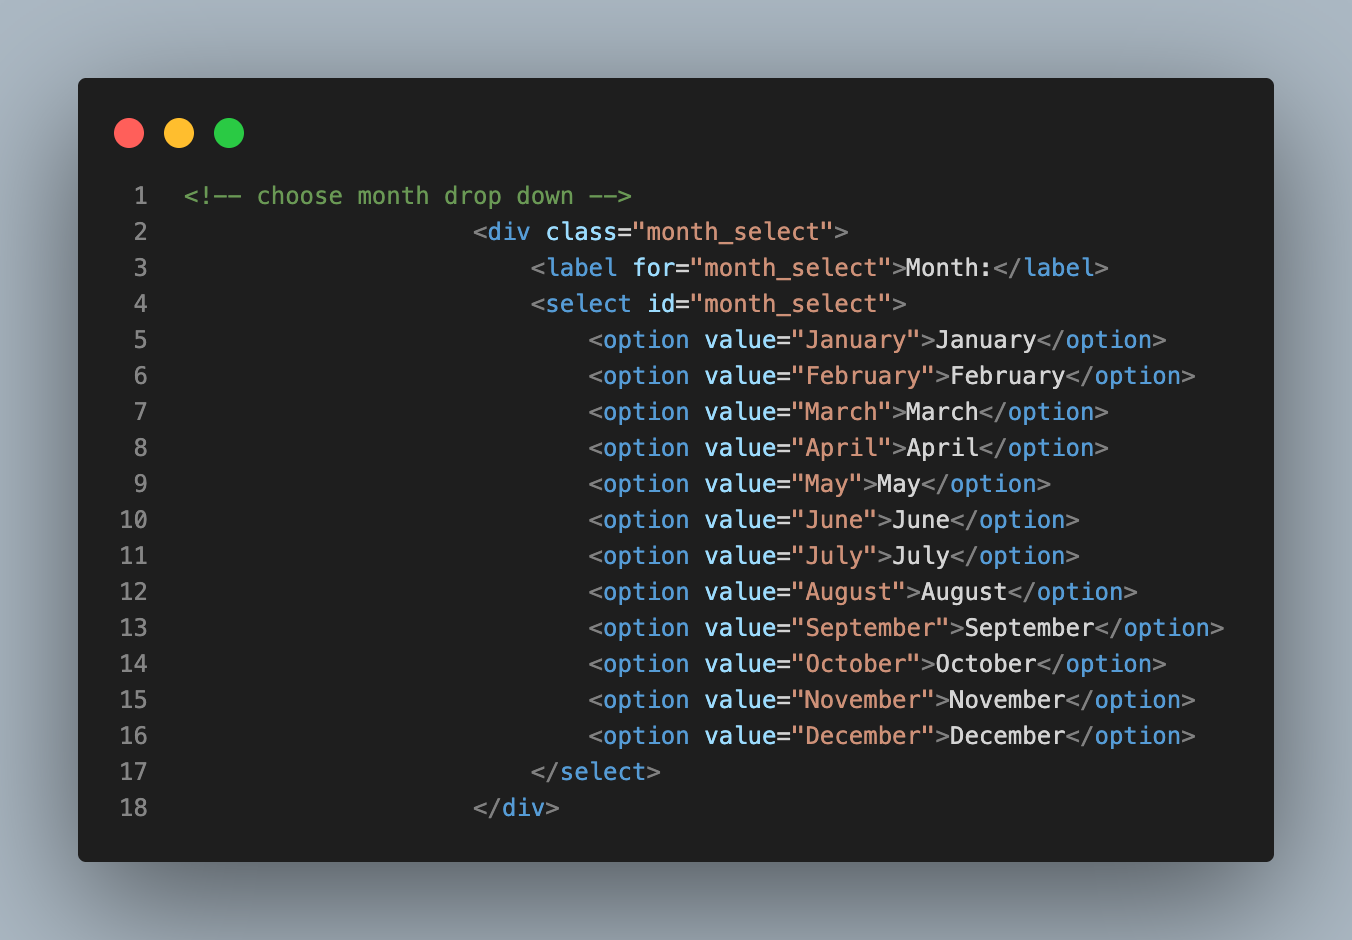 1 <!-- choose month drop down -->
2 <div class="month_select">
3 <label for="month_select">Month:</label>
4 <select id="month_select">
5 <option value="January">January</option>
6 <option value="February">February</option>
7 <option value="March">March</option>
8 <option value="April">April</option>
9 <option value="May">May</option>
10 <option value="June">June</option>
11 <option value="July">July</option>
12 <option value="August">August</option>
13 <option value="September">September</option>
14 <option value="October">October</option>
15 <option value="November">November</option>
16 <option value="December">December</option>
17 </select>
18 </div>